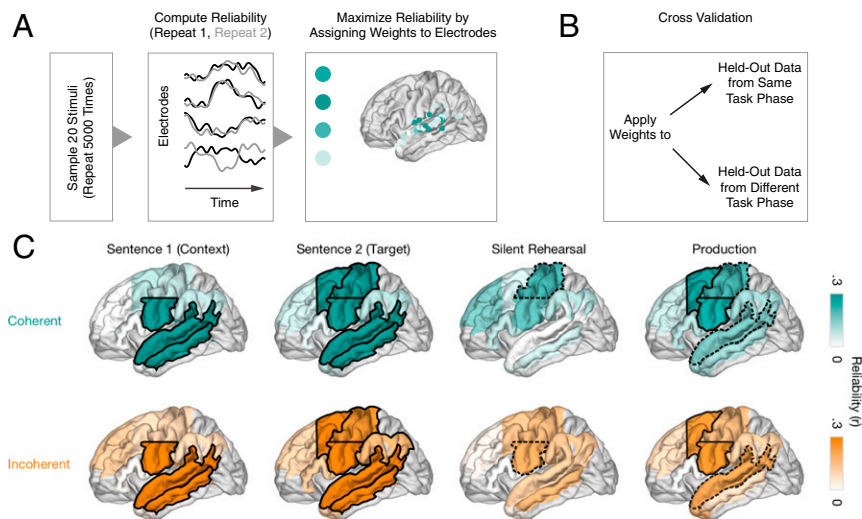 A
Sample 20 Stimuli
(Repeat 5000 Times)
Compute Reliability
(Repeat 1, Repeat 2)
Electrodes
Time
Maximize Reliability by
Assigning Weights to Electrodes
B
Cross Validation
Apply
Weights to
Held-Out Data
from Same
Task Phase
Held-Out Data
from Different
Task Phase
C
Sentence 1 (Context)
Sentence 2 (Target)
Silent Rehearsal
Production
Coherent
Incoherent
.3
0
.3
0
Reliability (r)